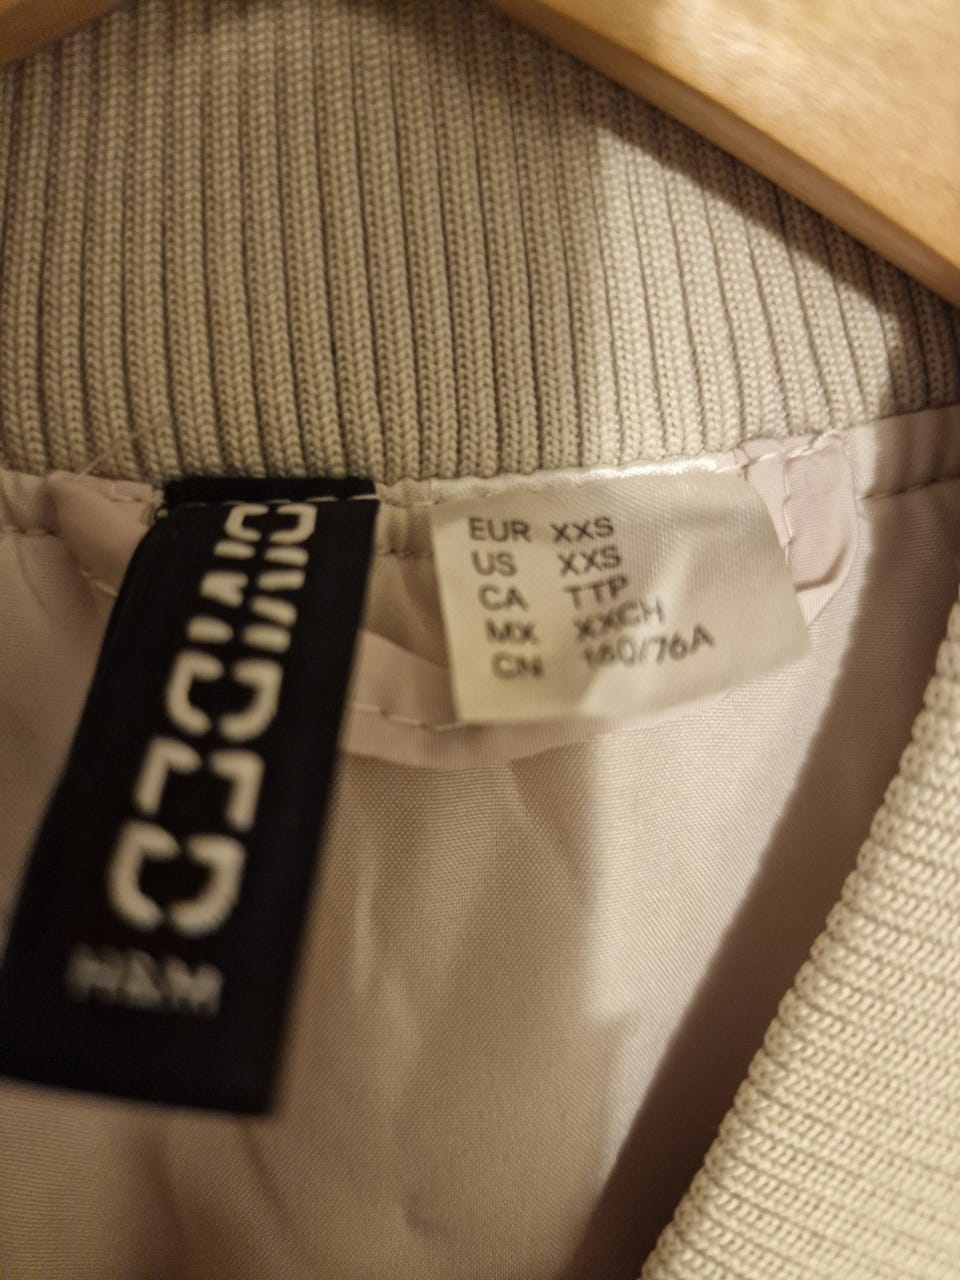 DIVIDED
H&M
EUR XXS
US XXS
CA TTP
MX XXCH
CN 160/76A